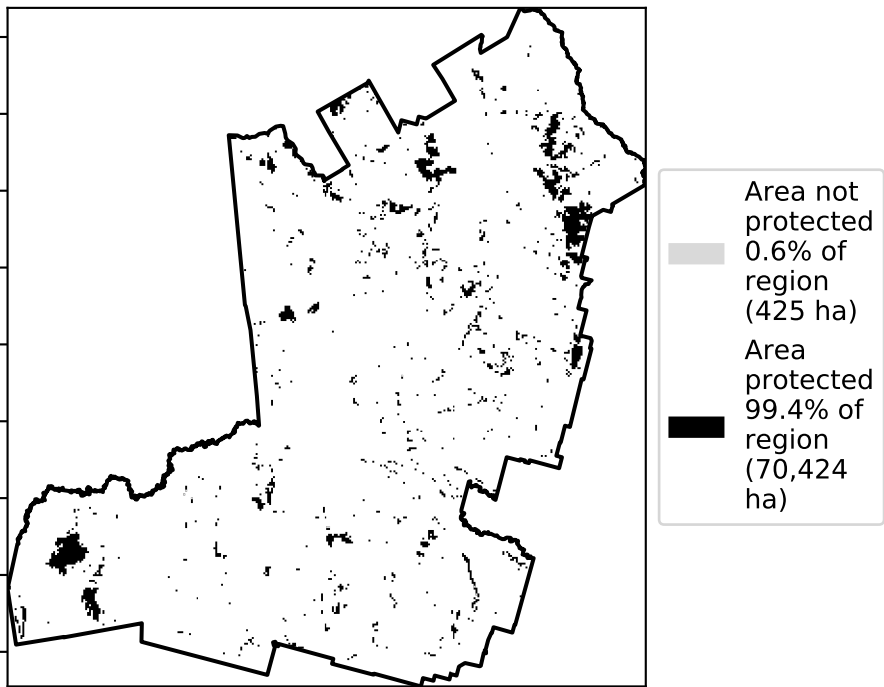 Area not
protected
0.6% of
region
(425 ha)
Area
protected
99.4% of
region
(70,424
ha)